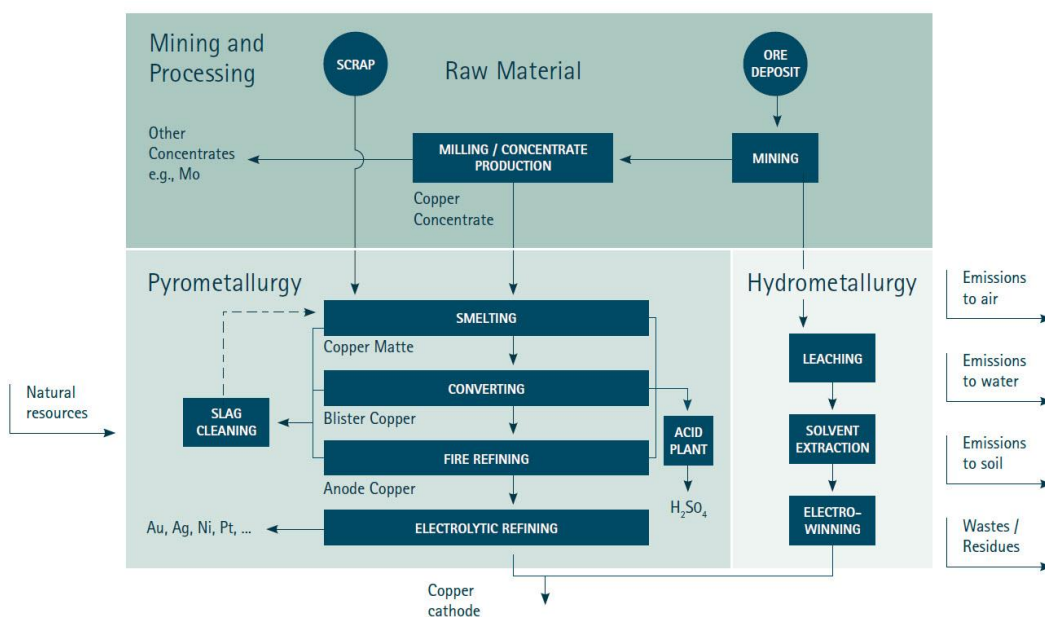 Mining and
Processing
SCRAP
Raw Material
ORE
DEPOSIT
Other
Concentrates
e.g., Mo
MILLING / CONCENTRATE
PRODUCTION
MINING
Copper
Concentrate
Pyrometallurgy
Hydrometallurgy
Emissions
to air
SMELTING
Copper Matte
LEACHING
Emissions
to water
CONVERTING
Natural
resources
SLAG
CLEANING
Blister Copper
ACID
PLANT
SOLVENT
EXTRACTION
Emissions
to soil
FIRE REFINING
Anode Copper
H₂SO₄
Au, Ag, Ni, Pt, ...
ELECTROLYTIC REFINING
ELECTRO-
WINNING
Wastes /
Residues
Copper
cathode